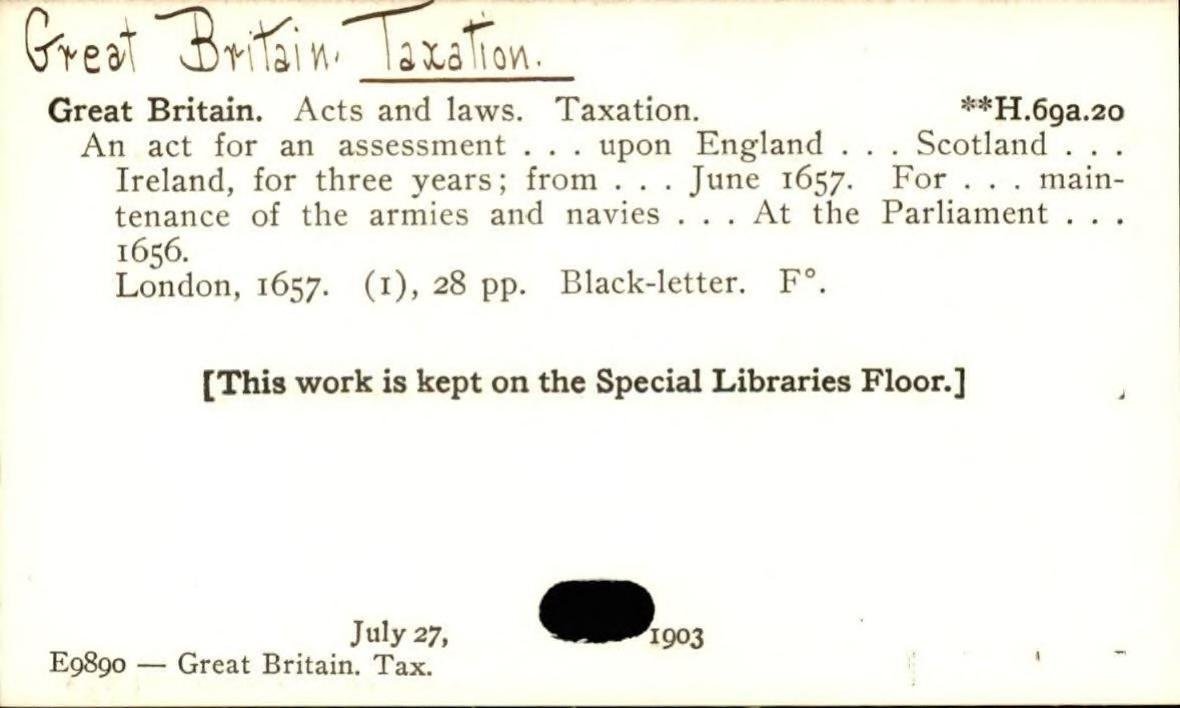 Great Britain. Taxation.
Great Britain. Acts and laws. Taxation. **H.69a.20
An act for an assessment . . . upon England . . . Scotland . . .
Ireland, for three years; from . . . June 1657. For . . . main-
tenance of the armies and navies . . . At the Parliament . . .
1656.
London, 1657. (1), 28 pp. Black-letter. F°.
[This work is kept on the Special Libraries Floor.]
July 27, 1903
E9890 — Great Britain. Tax.